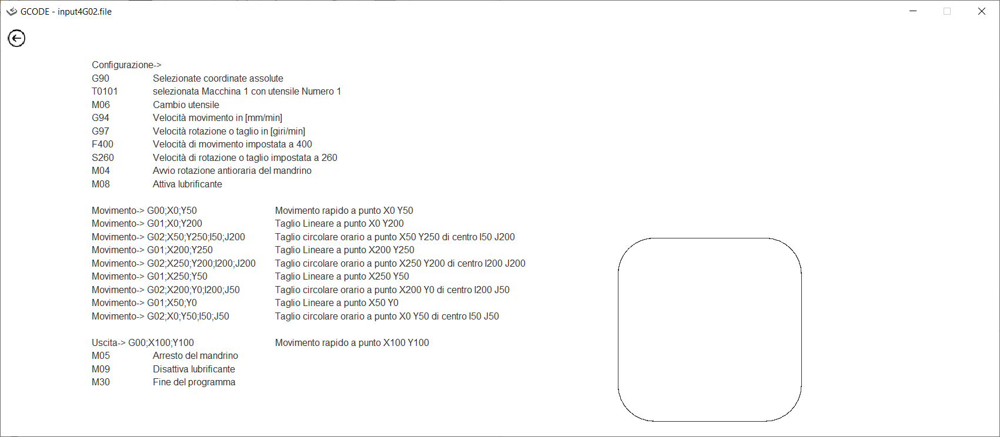 GCODE - input4G02.file
Configurazione->
G90 Selezionate coordinate assolute
T0101 selezionata Macchina 1 con utensile Numero 1
M06 Cambio utensile
G94 Velocità movimento in [mm/min]
G97 Velocità rotazione o taglio in [giri/min]
F400 Velocità di movimento impostata a 400
S260 Velocità di rotazione o taglio impostata a 260
M04 Avvio rotazione antioraria del mandrino
M08 Attiva lubrificante
Movimento-> G00;X0;Y50 Movimento rapido a punto X0 Y50
Movimento-> G01;X0;Y200 Taglio Lineare a punto X0 Y200
Movimento-> G02;X50;Y250;I50;J200 Taglio circolare orario a punto X50 Y250 di centro I50 J200
Movimento-> G01;X200;Y250 Taglio Lineare a punto X200 Y250
Movimento-> G02;X250;Y200;I200;J200 Taglio circolare orario a punto X250 Y200 di centro I200 J200
Movimento-> G01;X250;Y50 Taglio Lineare a punto X250 Y50
Movimento-> G02;X200;Y0;I200;J50 Taglio circolare orario a punto X200 Y0 di centro I200 J50
Movimento-> G01;X50;Y0 Taglio Lineare a punto X50 Y0
Movimento-> G02;X0;Y50;I50;J50 Taglio circolare orario a punto X0 Y50 di centro I50 J50
Uscita-> G00;X100;Y100 Movimento rapido a punto X100 Y100
M05 Arresto del mandrino
M09 Disattiva lubrificante
M30 Fine del programma